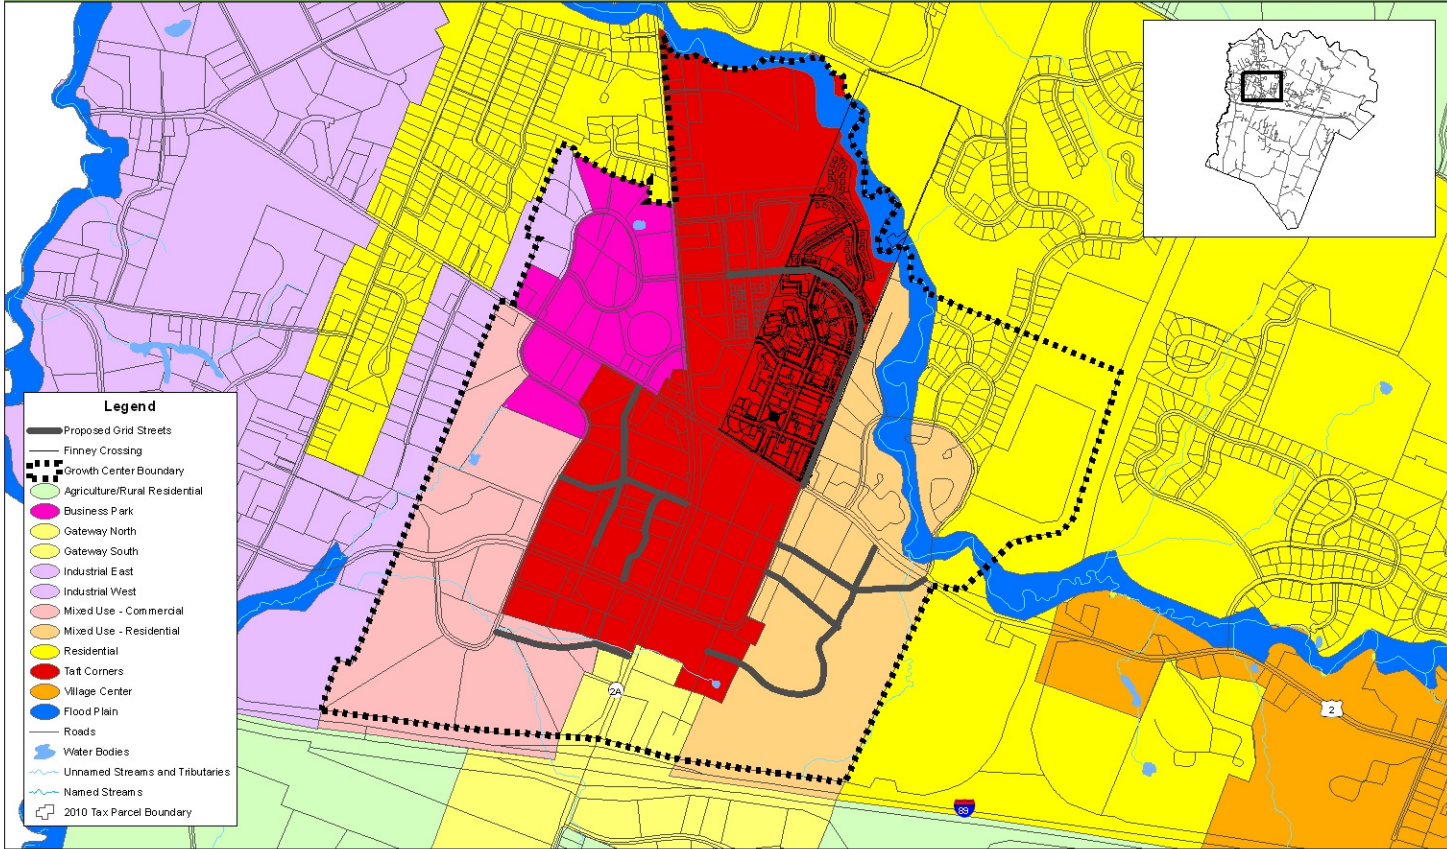 Legend
Proposed Grid Streets
Finney Crossing
Growth Center Boundary
Agriculture/Rural Residential
Business Park
Gateway North
Gateway South
Industrial East
Industrial West
Mixed Use - Commercial
Mixed Use - Residential
Residential
Taft Corners
Village Center
Flood Plain
Roads
Water Bodies
Unnamed Streams and Tributaries
Named Streams
2010 Tax Parcel Boundary
2A
2
89